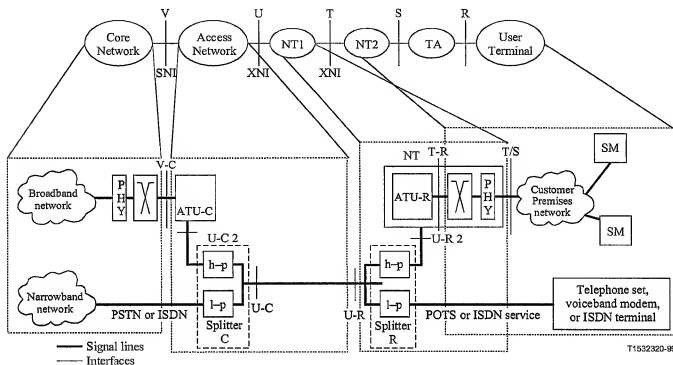 V
U
T
S
R
Core
Network
Access
Network
NT1
NT2
TA
User
Terminal
SNI
XNI
XNI
V-C
NT
T-R
T/S
SM
Broadband
network
P
H
Y
ATU-C
ATU-R
P
H
Y
Customer
Premises
network
SM
U-C 2
U-R 2
h–p
h–p
Narrowband
network
PSTN or ISDN
l–p
Splitter
C
U-C
U-R
l–p
Splitter
R
POTS or ISDN service
Telephone set,
voiceband modem,
or ISDN terminal
Signal lines
Interfaces